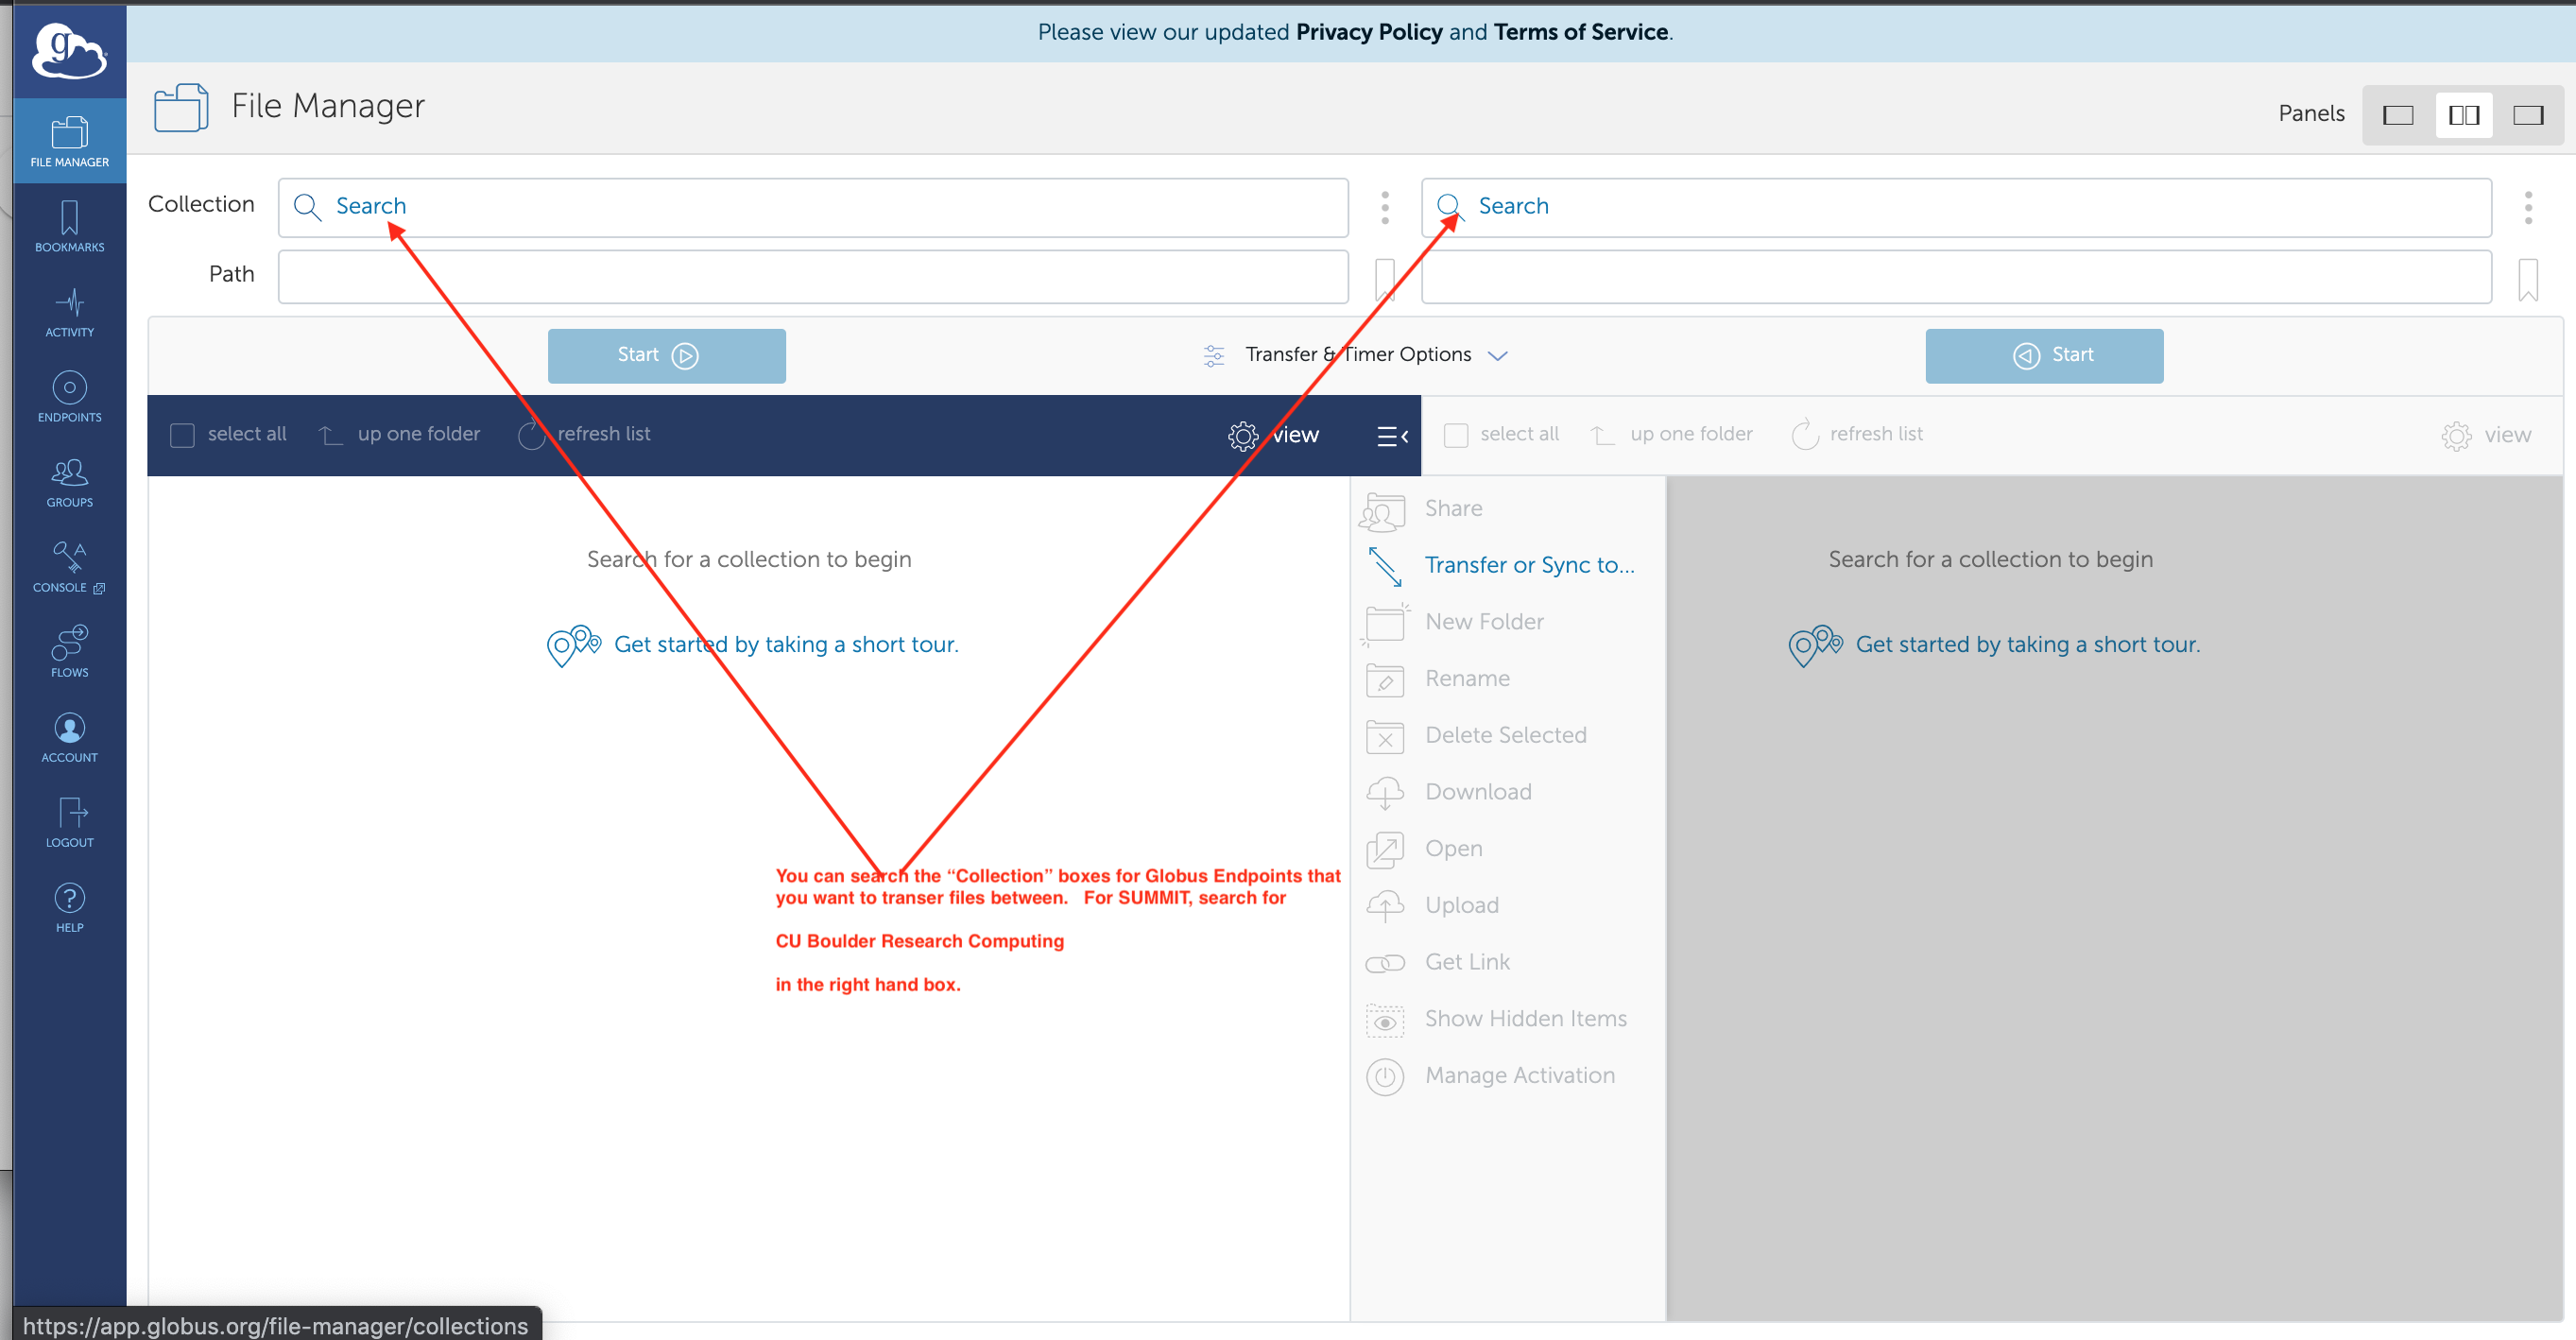 Please view our updated Privacy Policy and Terms of Service.
g
File Manager
Panels
FILE MANAGER
BOOKMARKS
ACTIVITY
ENDPOINTS
GROUPS
A
CONSOLE
FLOWS
ACCOUNT
LOGOUT
?
HELP
Collection
Search
Search
Path
Start
Transfer & Timer Options
Start
select all
up one folder
refresh list
view
select all
up one folder
refresh list
view
Search for a collection to begin
Get started by taking a short tour.
Share
Transfer or Sync to...
New Folder
Rename
Delete Selected
Download
Open
Upload
Get Link
Show Hidden Items
Manage Activation
Search for a collection to begin
Get started by taking a short tour.
You can search the “Collection” boxes for Globus Endpoints that
you want to transer files between. For SUMMIT, search for
CU Boulder Research Computing
in the right hand box.
https://app.globus.org/file-manager/collections